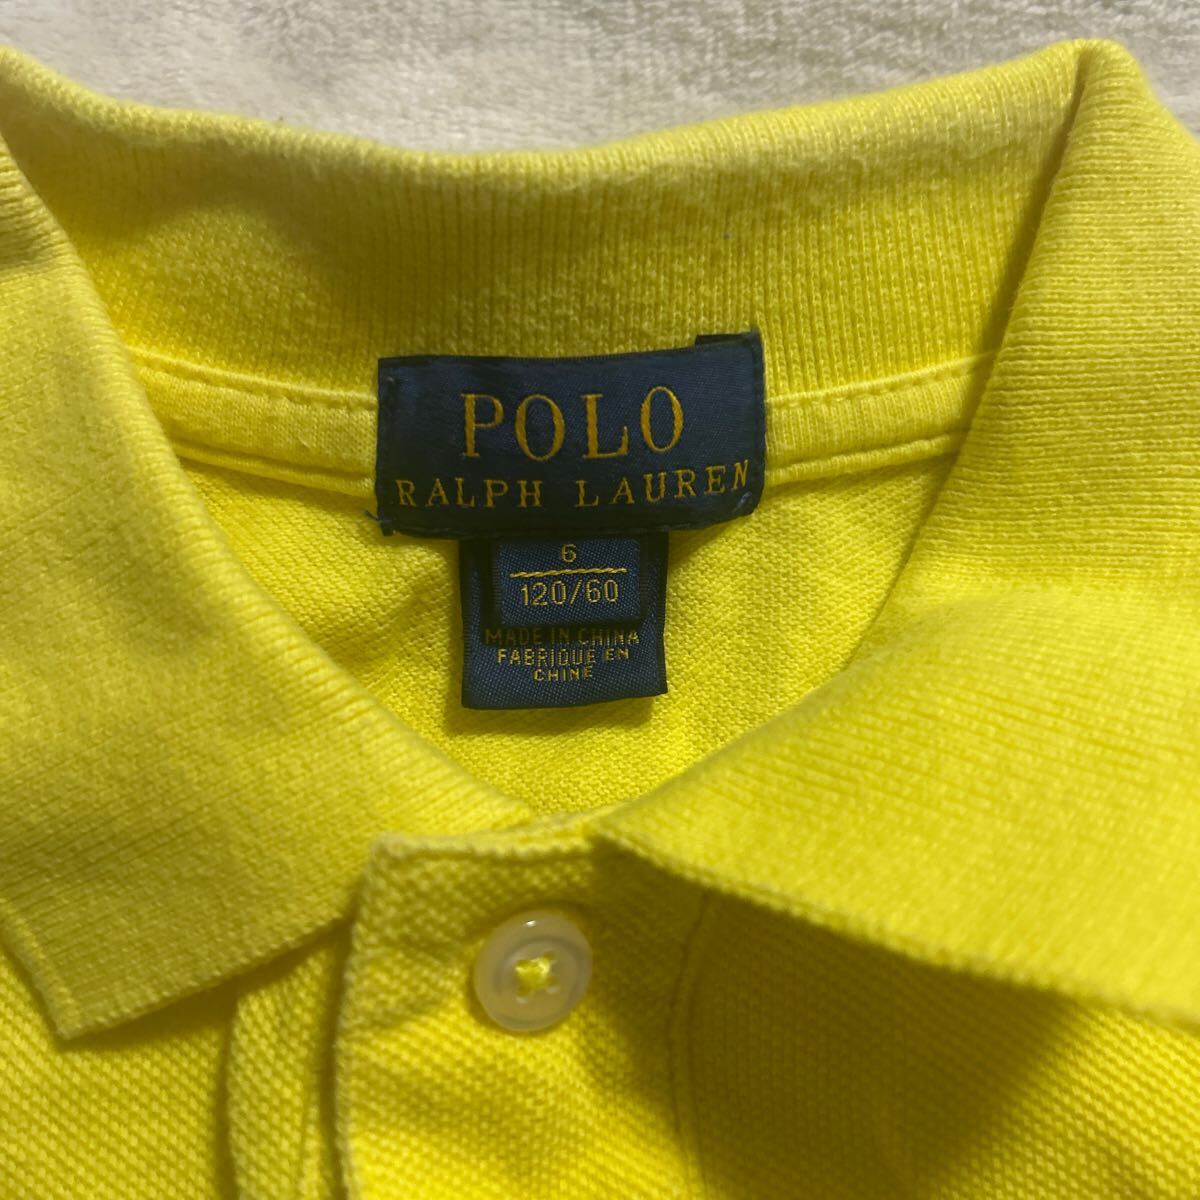 POLO
RALPH LAUREN
6
120/60
MADE IN CHINA
FABRIQUE EN
CHINE